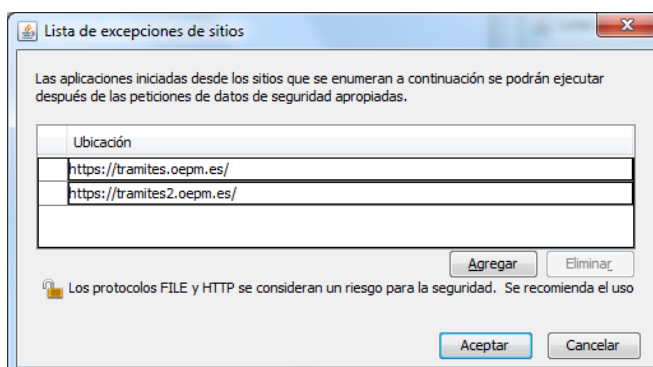 Lista de excepciones de sitios
Las aplicaciones iniciadas desde los sitios que se enumeran a continuación se podrán ejecutar
después de las peticiones de datos de seguridad apropiadas.
Ubicación
https://tramites.oepm.es/
https://tramites2.oepm.es/
Agregar Eliminar
Los protocolos FILE y HTTP se consideran un riesgo para la seguridad. Se recomienda el uso
Aceptar Cancelar